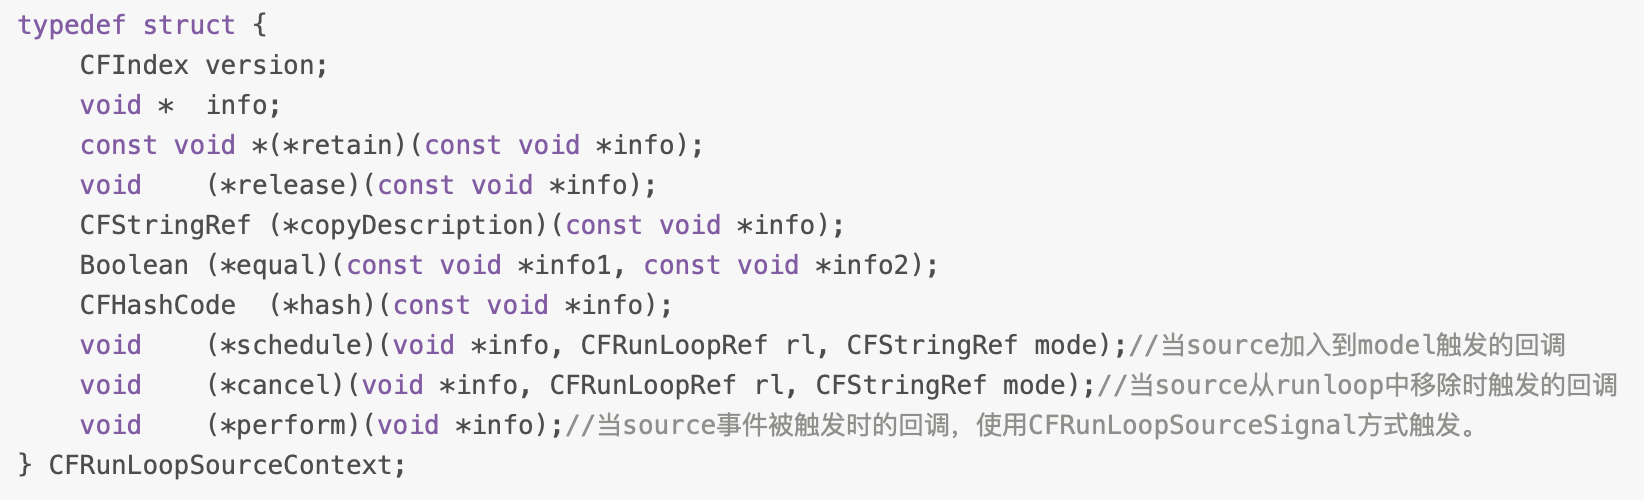 typedef struct {
    CFIndex version;
    void *  info;
    const void *(*retain)(const void *info);
    void    (*release)(const void *info);
    CFStringRef (*copyDescription)(const void *info);
    Boolean (*equal)(const void *info1, const void *info2);
    CFHashCode  (*hash)(const void *info);
    void    (*schedule)(void *info, CFRunLoopRef rl, CFStringRef mode);//当source加入到model触发的回调
    void    (*cancel)(void *info, CFRunLoopRef rl, CFStringRef mode);//当source从runloop中移除时触发的回调
    void    (*perform)(void *info);//当source事件被触发时的回调，使用CFRunLoopSourceSignal方式触发。
} CFRunLoopSourceContext;